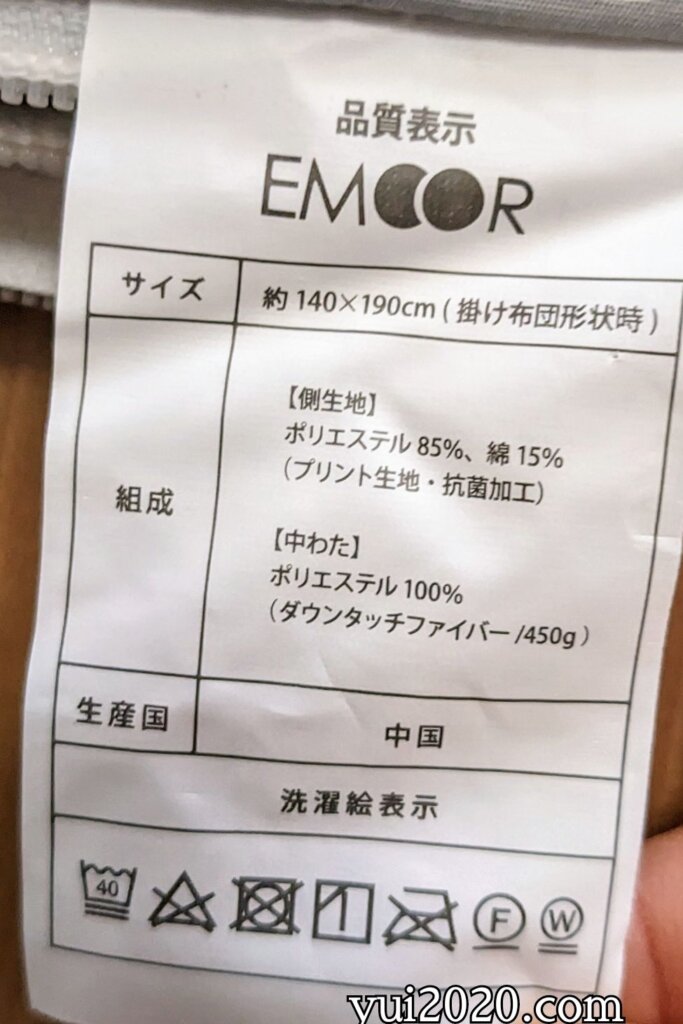 品質表示
EMOOR
サイズ
約 140×190cm ( 掛け布団形状時 )
組成
【側生地】
ポリエステル 85%、綿 15%
(プリント生地・抗菌加工)
【中わた】
ポリエステル 100%
(ダウンタッチファイバー /450g )
生産国
中国
洗濯絵表示
40
F
W
yui2020.com